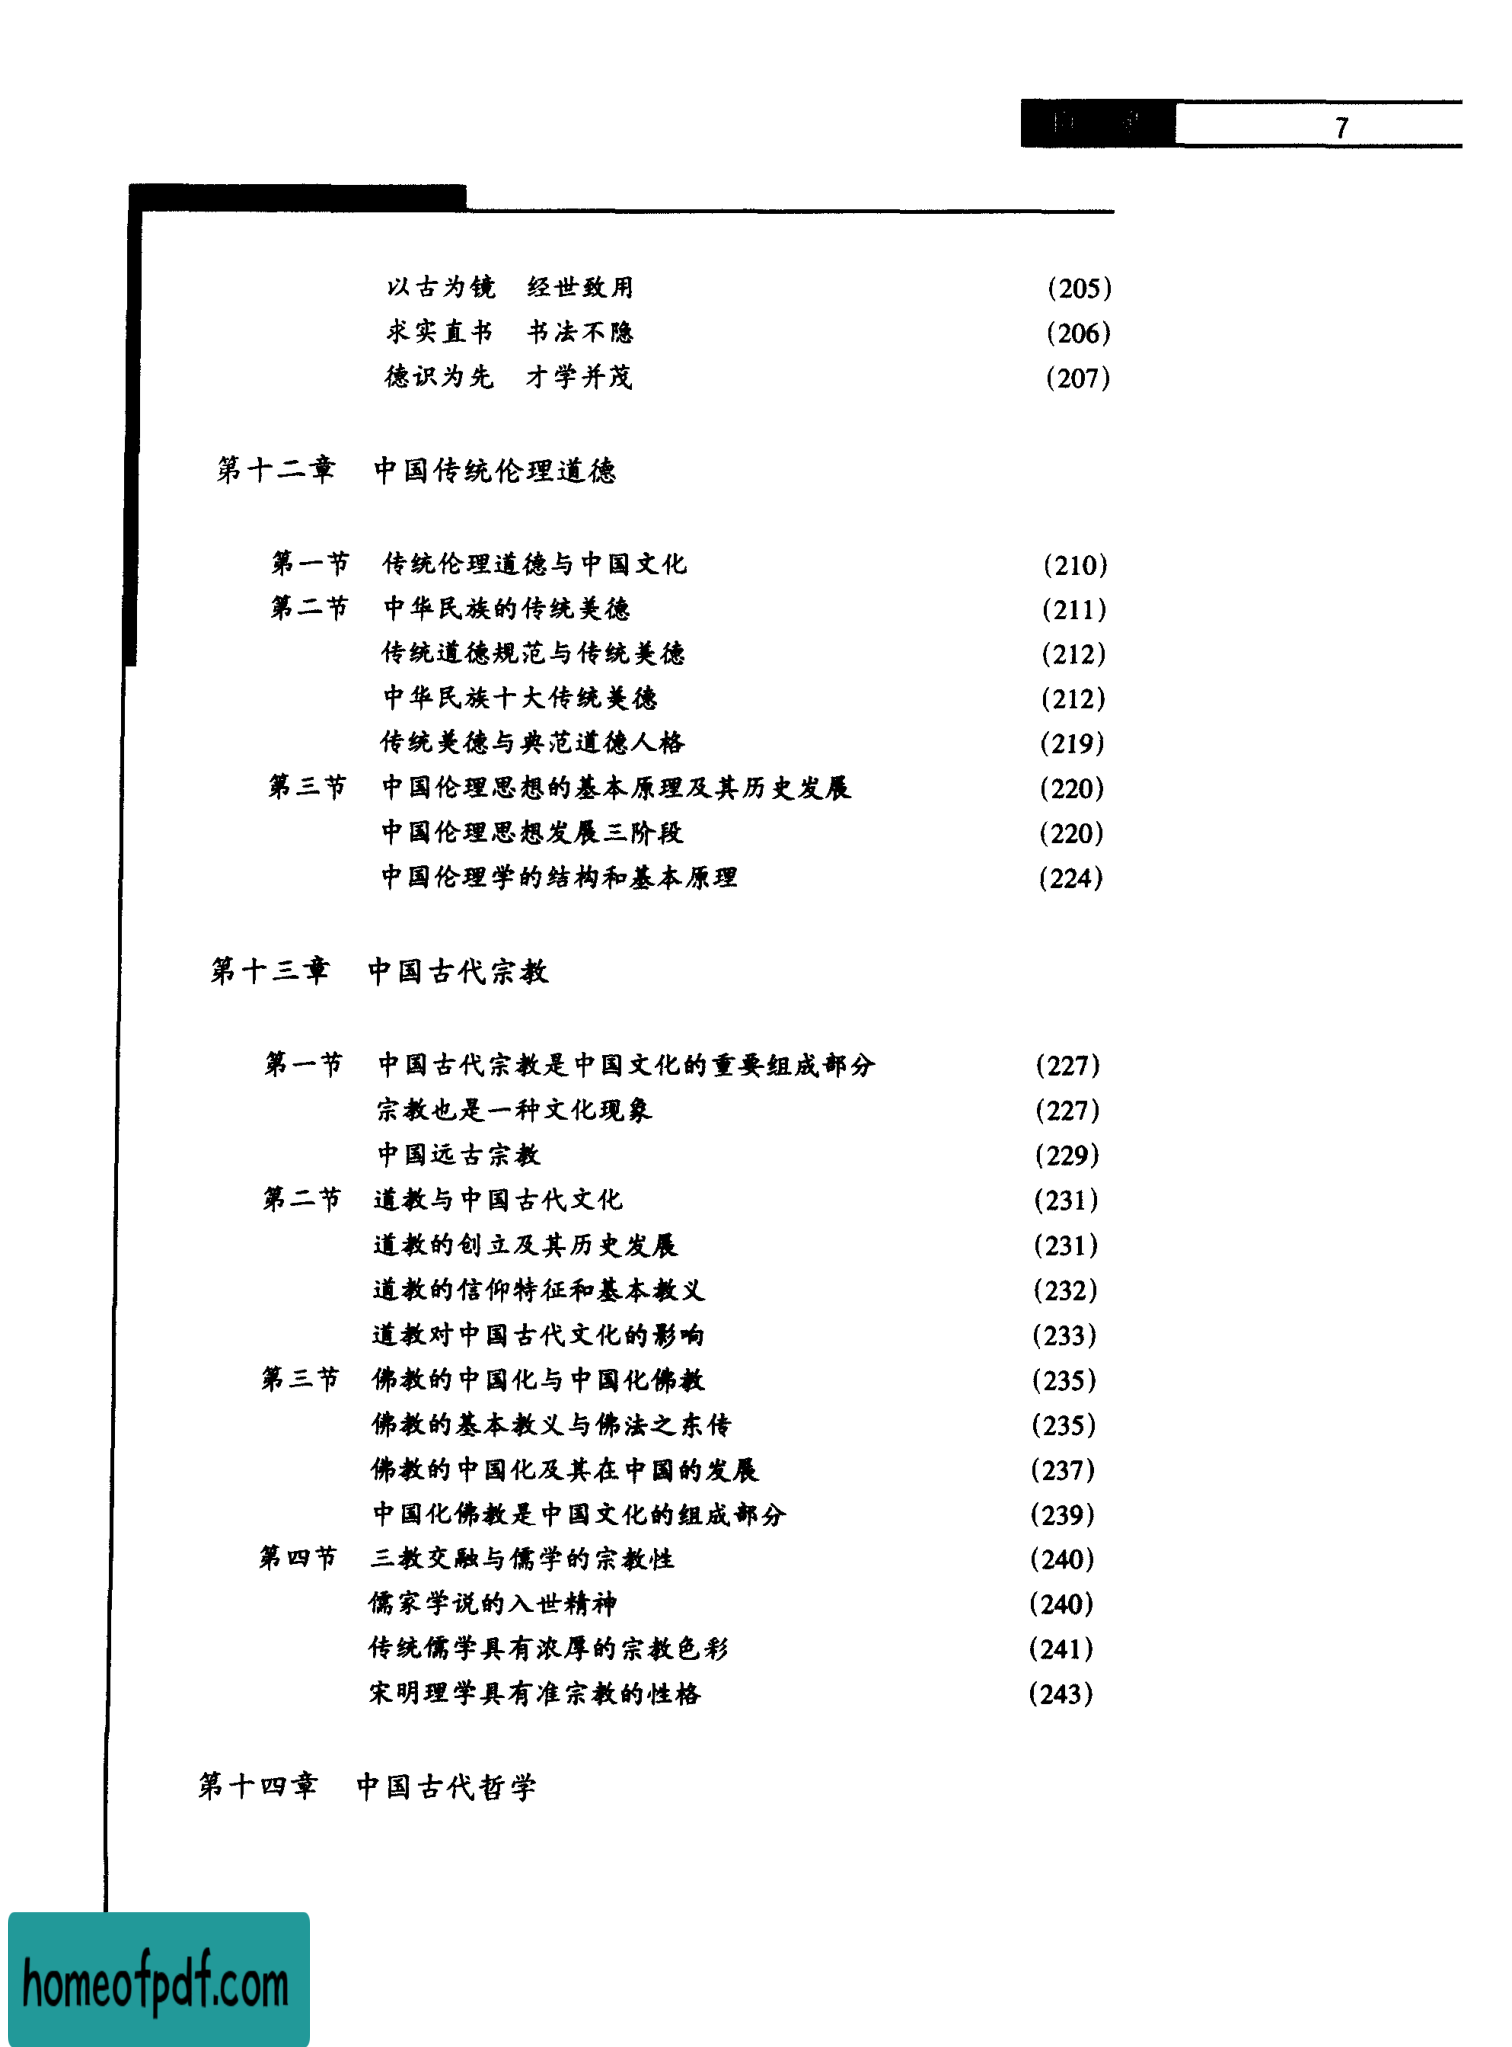 7
以古为镜　经世致用 (205)
求实直书　书法不隐 (206)
德识为先　才学并茂 (207)
第十二章　中国传统伦理道德
第一节　传统伦理道德与中国文化 (210)
第二节　中华民族的传统美德 (211)
传统道德规范与传统美德 (212)
中华民族十大传统美德 (212)
传统美德与典范道德人格 (219)
第三节　中国伦理思想的基本原理及其历史发展 (220)
中国伦理思想发展三阶段 (220)
中国伦理学的结构和基本原理 (224)
第十三章　中国古代宗教
第一节　中国古代宗教是中国文化的重要组成部分 (227)
宗教也是一种文化现象 (227)
中国远古宗教 (229)
第二节　道教与中国古代文化 (231)
道教的创立及其历史发展 (231)
道教的信仰特征和基本教义 (232)
道教对中国古代文化的影响 (233)
第三节　佛教的中国化与中国化佛教 (235)
佛教的基本教义与佛法之东传 (235)
佛教的中国化及其在中国的发展 (237)
中国化佛教是中国文化的组成部分 (239)
第四节　三教交融与儒学的宗教性 (240)
儒家学说的入世精神 (240)
传统儒学具有浓厚的宗教色彩 (241)
宋明理学具有准宗教的性格 (243)
第十四章　中国古代哲学
homeofpdf.com